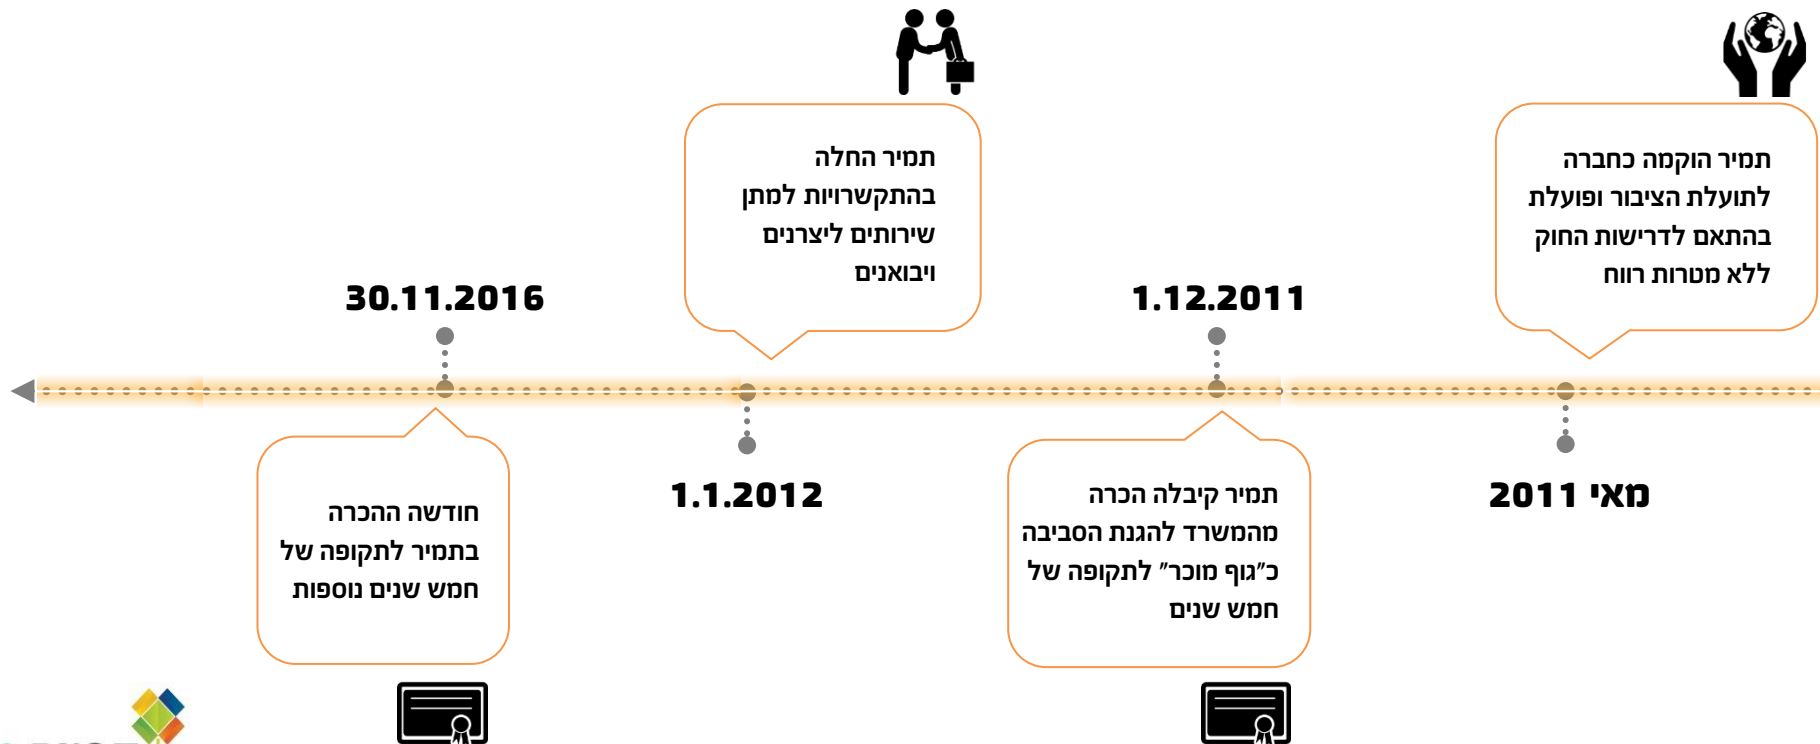 תמיר הוקמה כחברה
לתועלת הציבור ופועלת
בהתאם לדרישות החוק
ללא מטרות רווח
מאי 2011
1.12.2011
תמיר קיבלה הכרה
מהמשרד להגנת הסביבה
כ"גוף מוכר" לתקופה של
חמש שנים
תמיר החלה
בהתקשרויות למתן
שירותים ליצרנים
ויבואנים
1.1.2012
30.11.2016
חודשה ההכרה
בתמיר לתקופה של
חמש שנים נוספות